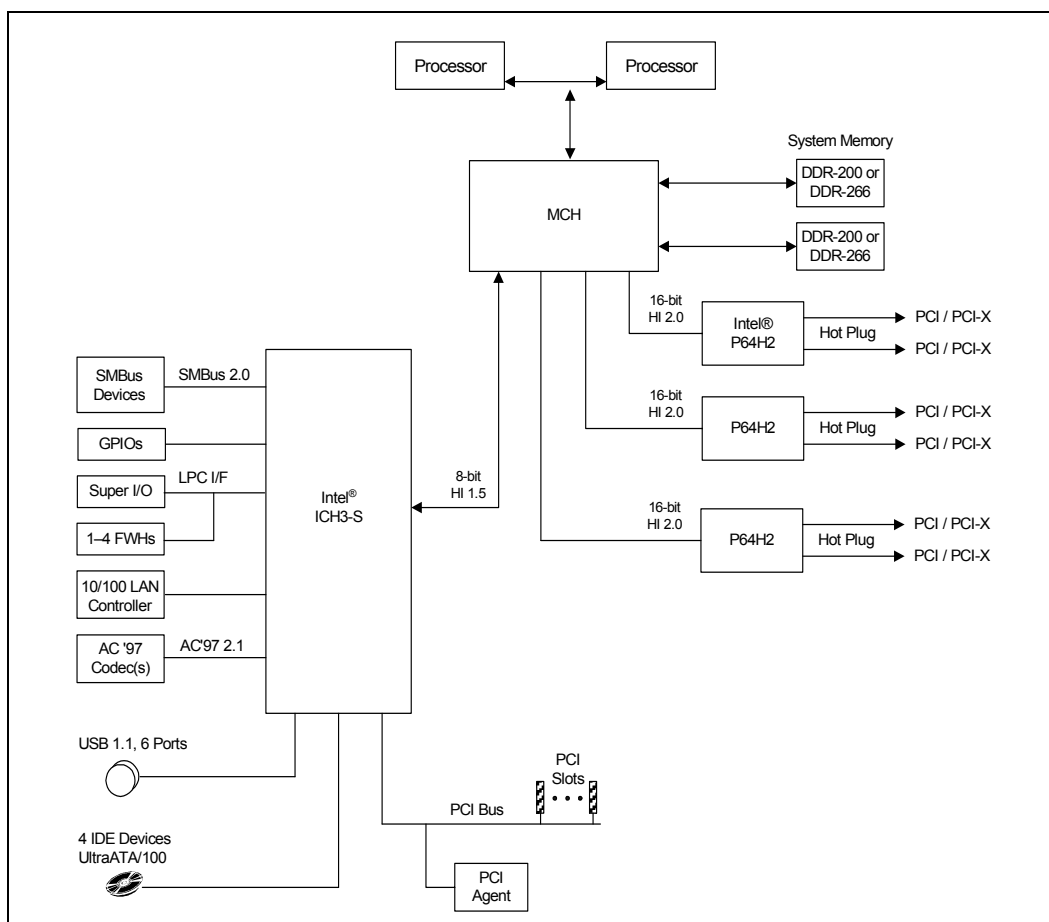 Processor
Processor
System Memory
MCH
DDR-200 or
DDR-266
DDR-200 or
DDR-266
16-bit
HI 2.0
Intel®
P64H2
Hot Plug
PCI / PCI-X
PCI / PCI-X
16-bit
HI 2.0
P64H2
Hot Plug
PCI / PCI-X
PCI / PCI-X
16-bit
HI 2.0
P64H2
Hot Plug
PCI / PCI-X
PCI / PCI-X
8-bit
HI 1.5
Intel®
ICH3-S
SMBus
Devices
SMBus 2.0
GPIOs
Super I/O
LPC I/F
1–4 FWHs
10/100 LAN
Controller
AC '97
Codec(s)
AC'97 2.1
USB 1.1, 6 Ports
4 IDE Devices
UltraATA/100
PCI
Slots
PCI Bus
PCI
Agent